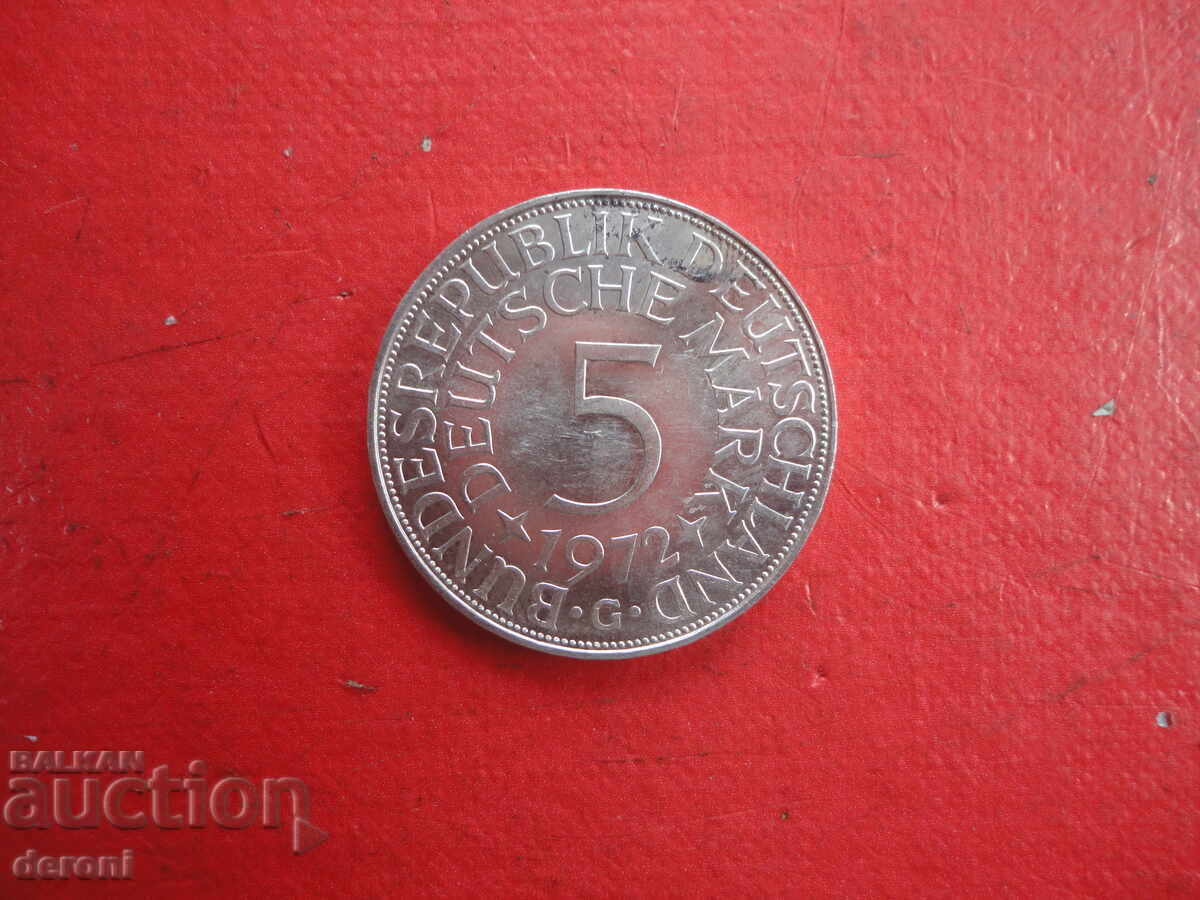 BUNDESREPUBLIK DEUTSCHLAND
DEUTSCHE MARK
5
1972
· G ·
BALKAN
auction
deroni